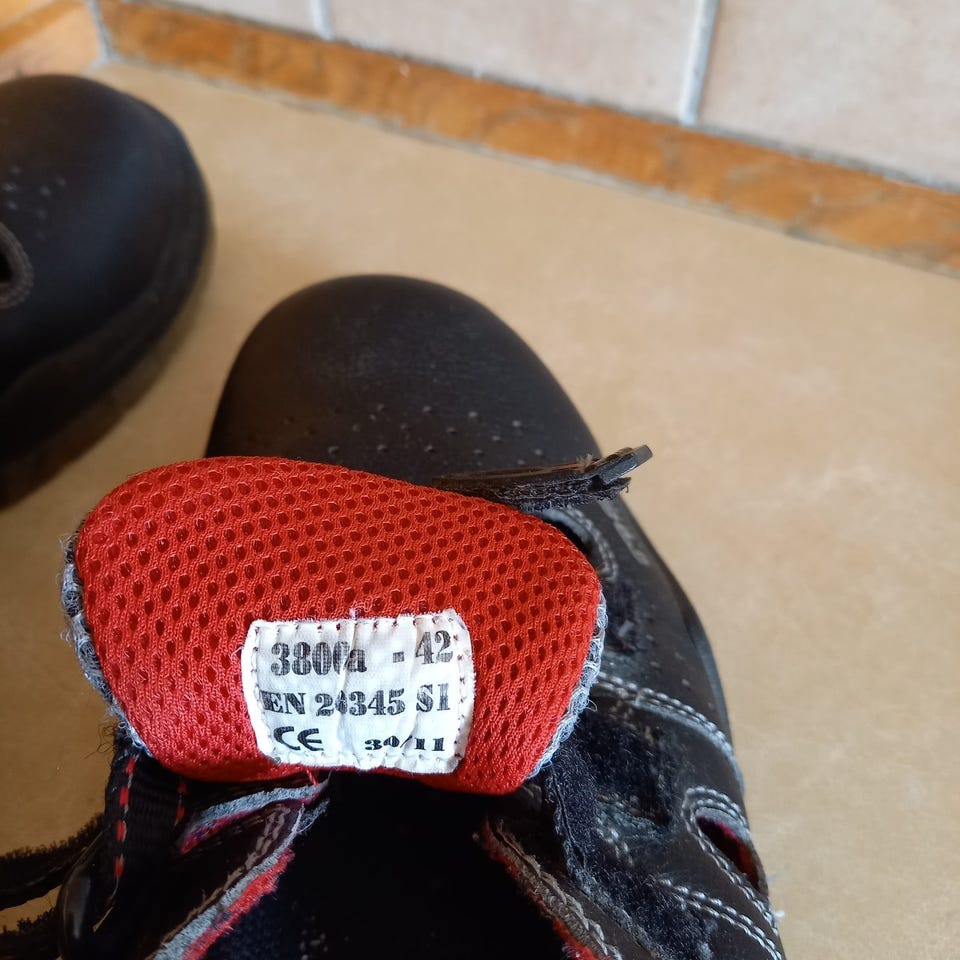 3800a - 42
EN 20345 S1
CE 30/11